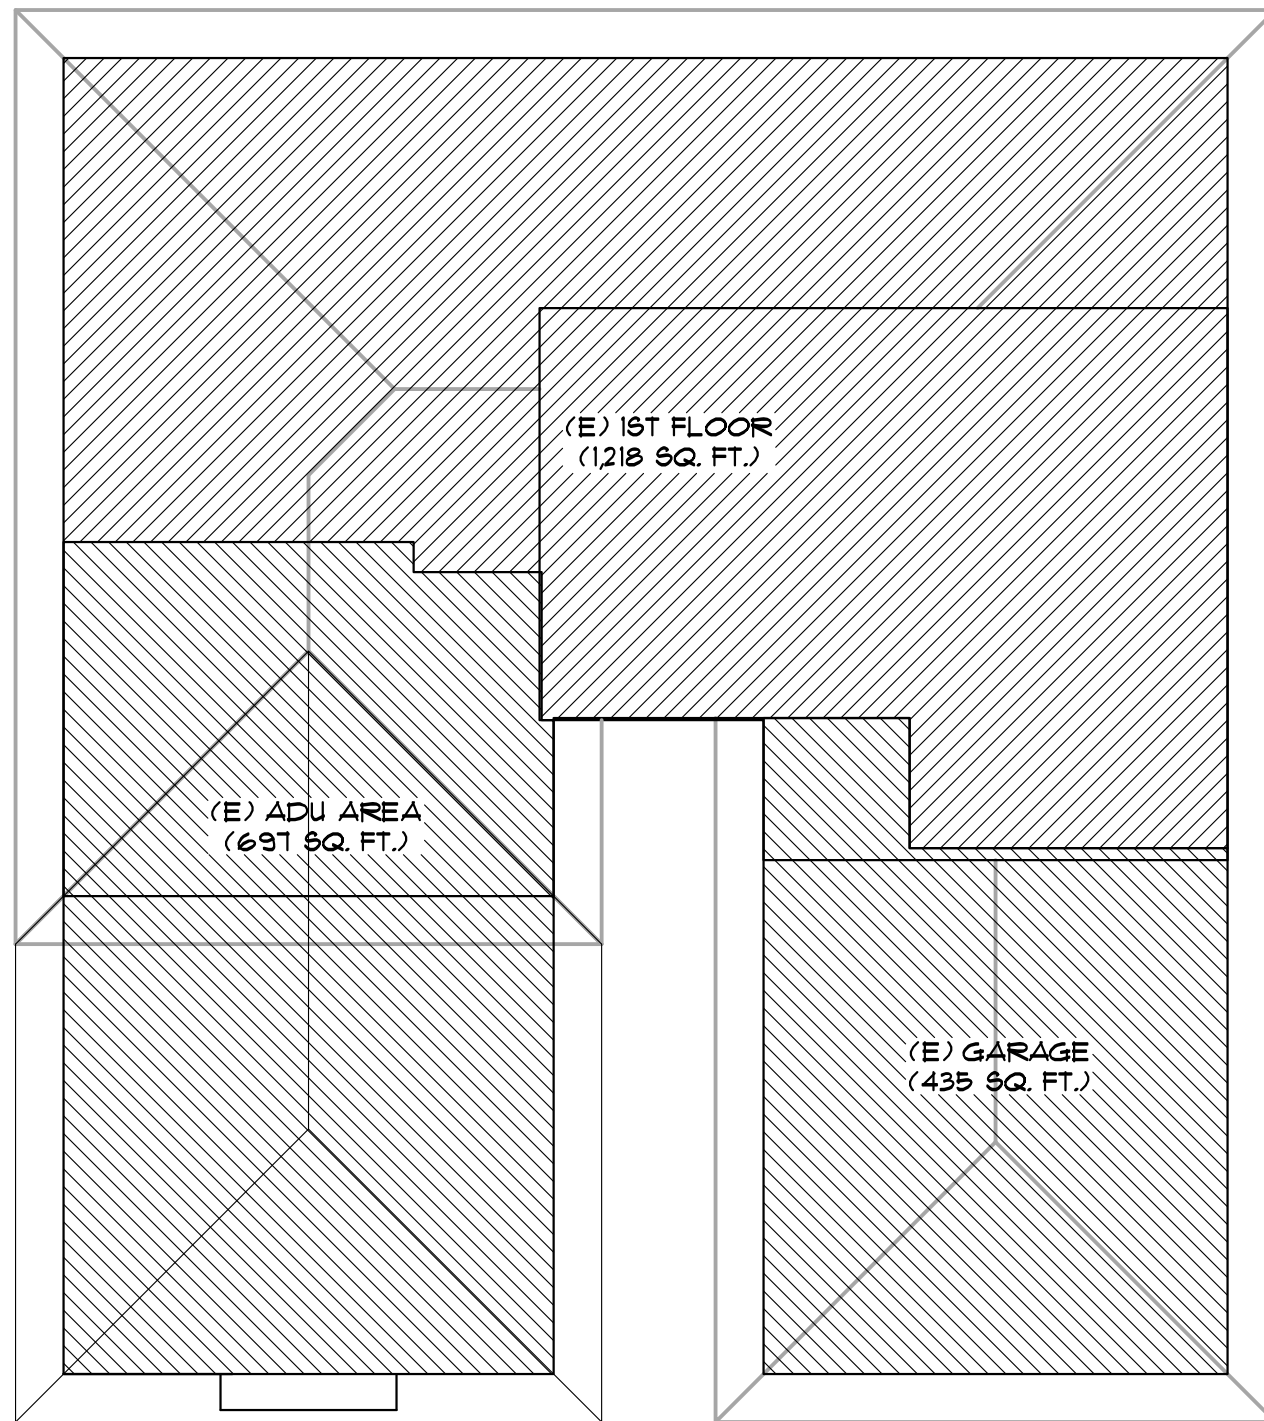 (E) 1ST FLOOR
(1,218 SQ. FT.)
(E) ADU AREA
(697 SQ. FT.)
(E) GARAGE
(435 SQ. FT.)